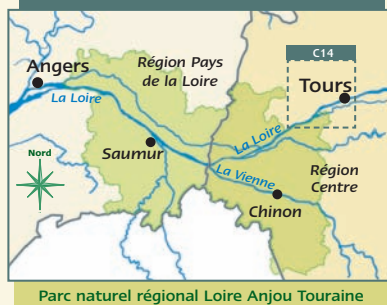 C14
Angers
Région Pays
de la Loire
Tours
La Loire
La Loire
Nord
Saumur
La Vienne
Région
Centre
Chinon
Parc naturel régional Loire Anjou Touraine